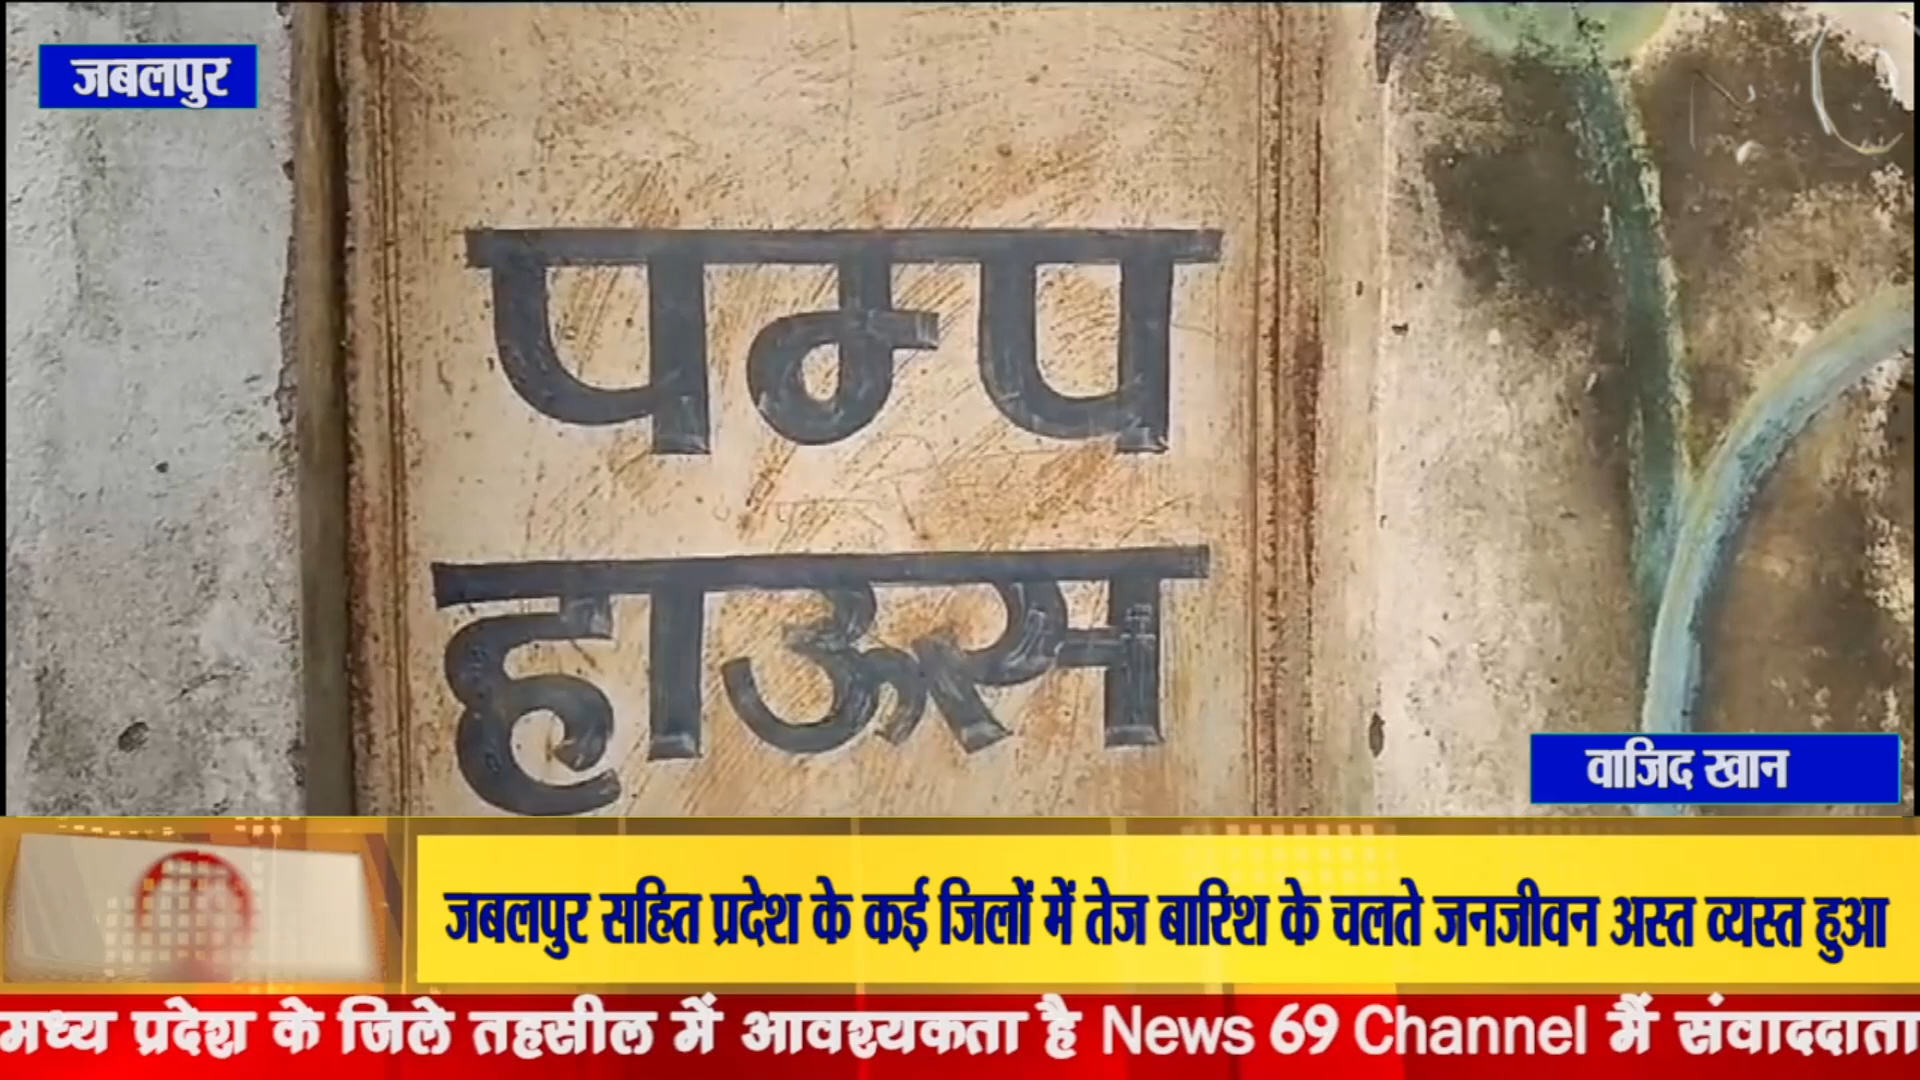 जबलपुर
पम्प
हाऊस
वाजिद खान
जबलपुर सहित प्रदेश के कई जिलों में तेज बारिश के चलते जनजीवन अस्त व्यस्त हुआ
मध्य प्रदेश के जिले तहसील में आवश्यकता है News 69 Channel मैं संवाददाता